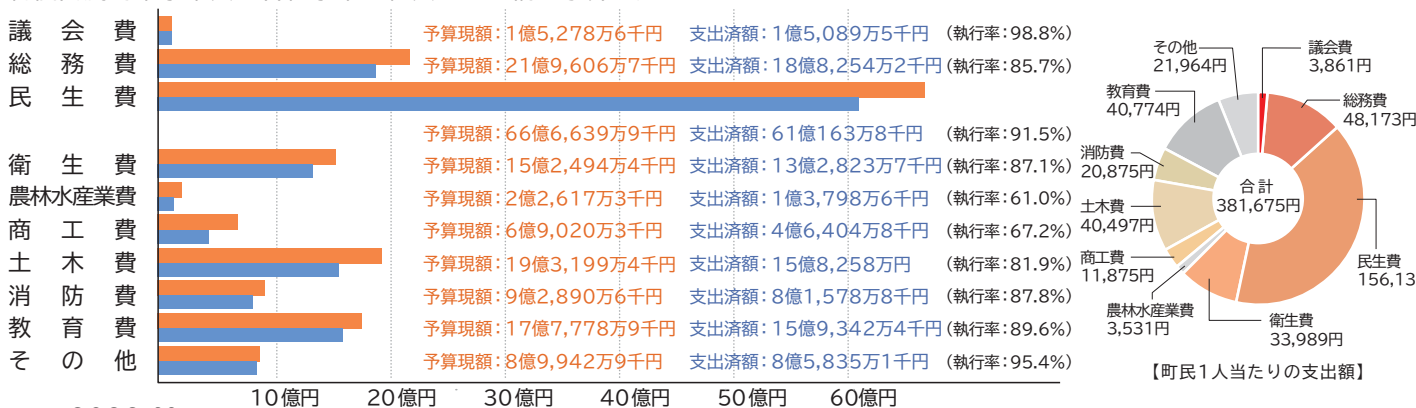 議会費 予算現額：1億5,278万6千円 支出済額：1億5,089万5千円 （執行率：98.8%）
総務費 予算現額：21億9,606万7千円 支出済額：18億8,254万2千円 （執行率：85.7%）
民生費
予算現額：66億6,639万9千円 支出済額：61億163万8千円 （執行率：91.5%）
衛生費 予算現額：15億2,494万4千円 支出済額：13億2,823万7千円 （執行率：87.1%）
農林水産業費 予算現額：2億2,617万3千円 支出済額：1億3,798万6千円 （執行率：61.0%）
商工費 予算現額：6億9,020万3千円 支出済額：4億6,404万8千円 （執行率：67.2%）
土木費 予算現額：19億3,199万4千円 支出済額：15億8,258万円 （執行率：81.9%）
消防費 予算現額：9億2,890万6千円 支出済額：8億1,578万8千円 （執行率：87.8%）
教育費 予算現額：17億7,778万9千円 支出済額：15億9,342万4千円 （執行率：89.6%）
その他 予算現額：8億9,942万9千円 支出済額：8億5,835万1千円 （執行率：95.4%）
10億円 20億円 30億円 40億円 50億円 60億円
議会費
3,861円
総務費
48,173円
民生費
156,13
衛生費
33,989円
農林水産業費
3,531円
商工費
11,875円
土木費
40,497円
消防費
20,875円
教育費
40,774円
その他
21,964円
合計
381,675円
【町民1人当たりの支出額】